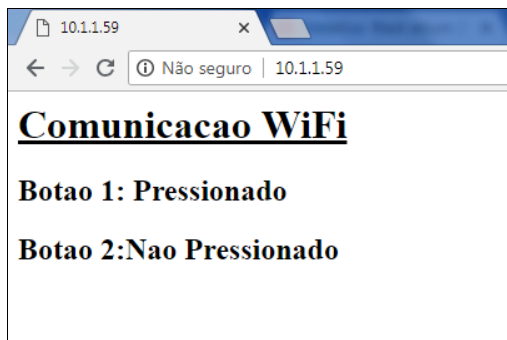 10.1.1.59
Não seguro | 10.1.1.59
Comunicacao WiFi
Botao 1: Pressionado
Botao 2:Nao Pressionado